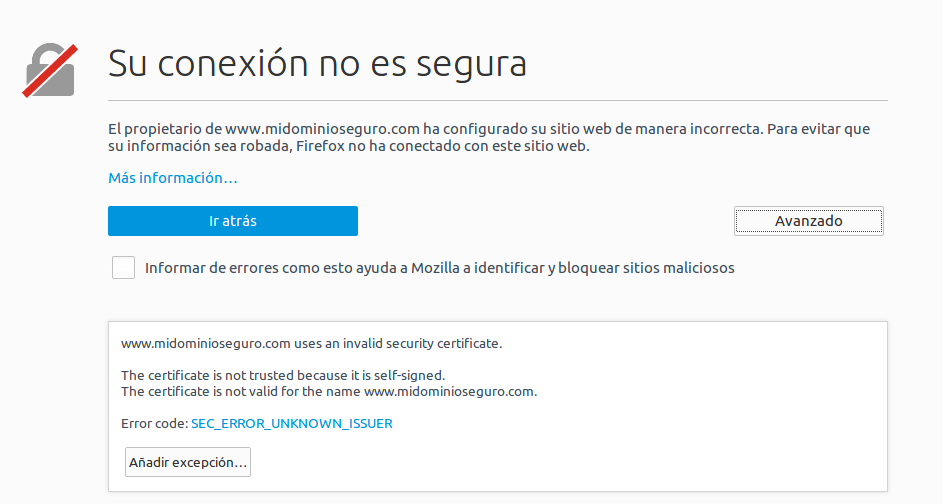 Su conexión no es segura
El propietario de www.midominioseguro.com ha configurado su sitio web de manera incorrecta. Para evitar que
su información sea robada, Firefox no ha conectado con este sitio web.
Más información…
Ir atrás
Avanzado
Informar de errores como esto ayuda a Mozilla a identificar y bloquear sitios maliciosos
www.midominioseguro.com uses an invalid security certificate.
The certificate is not trusted because it is self-signed.
The certificate is not valid for the name www.midominioseguro.com.
Error code: SEC_ERROR_UNKNOWN_ISSUER
Añadir excepción…